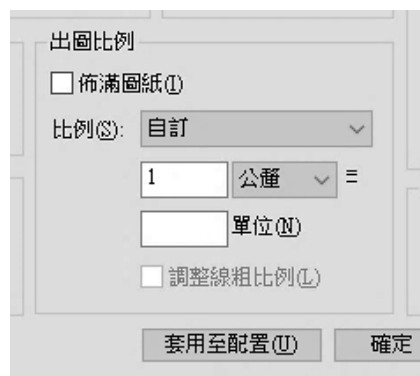 出圖比例
佈滿圖紙(I)
比例(S): 自訂
1 公釐 =
單位(N)
調整線粗比例(L)
套用至配置(U) 確定